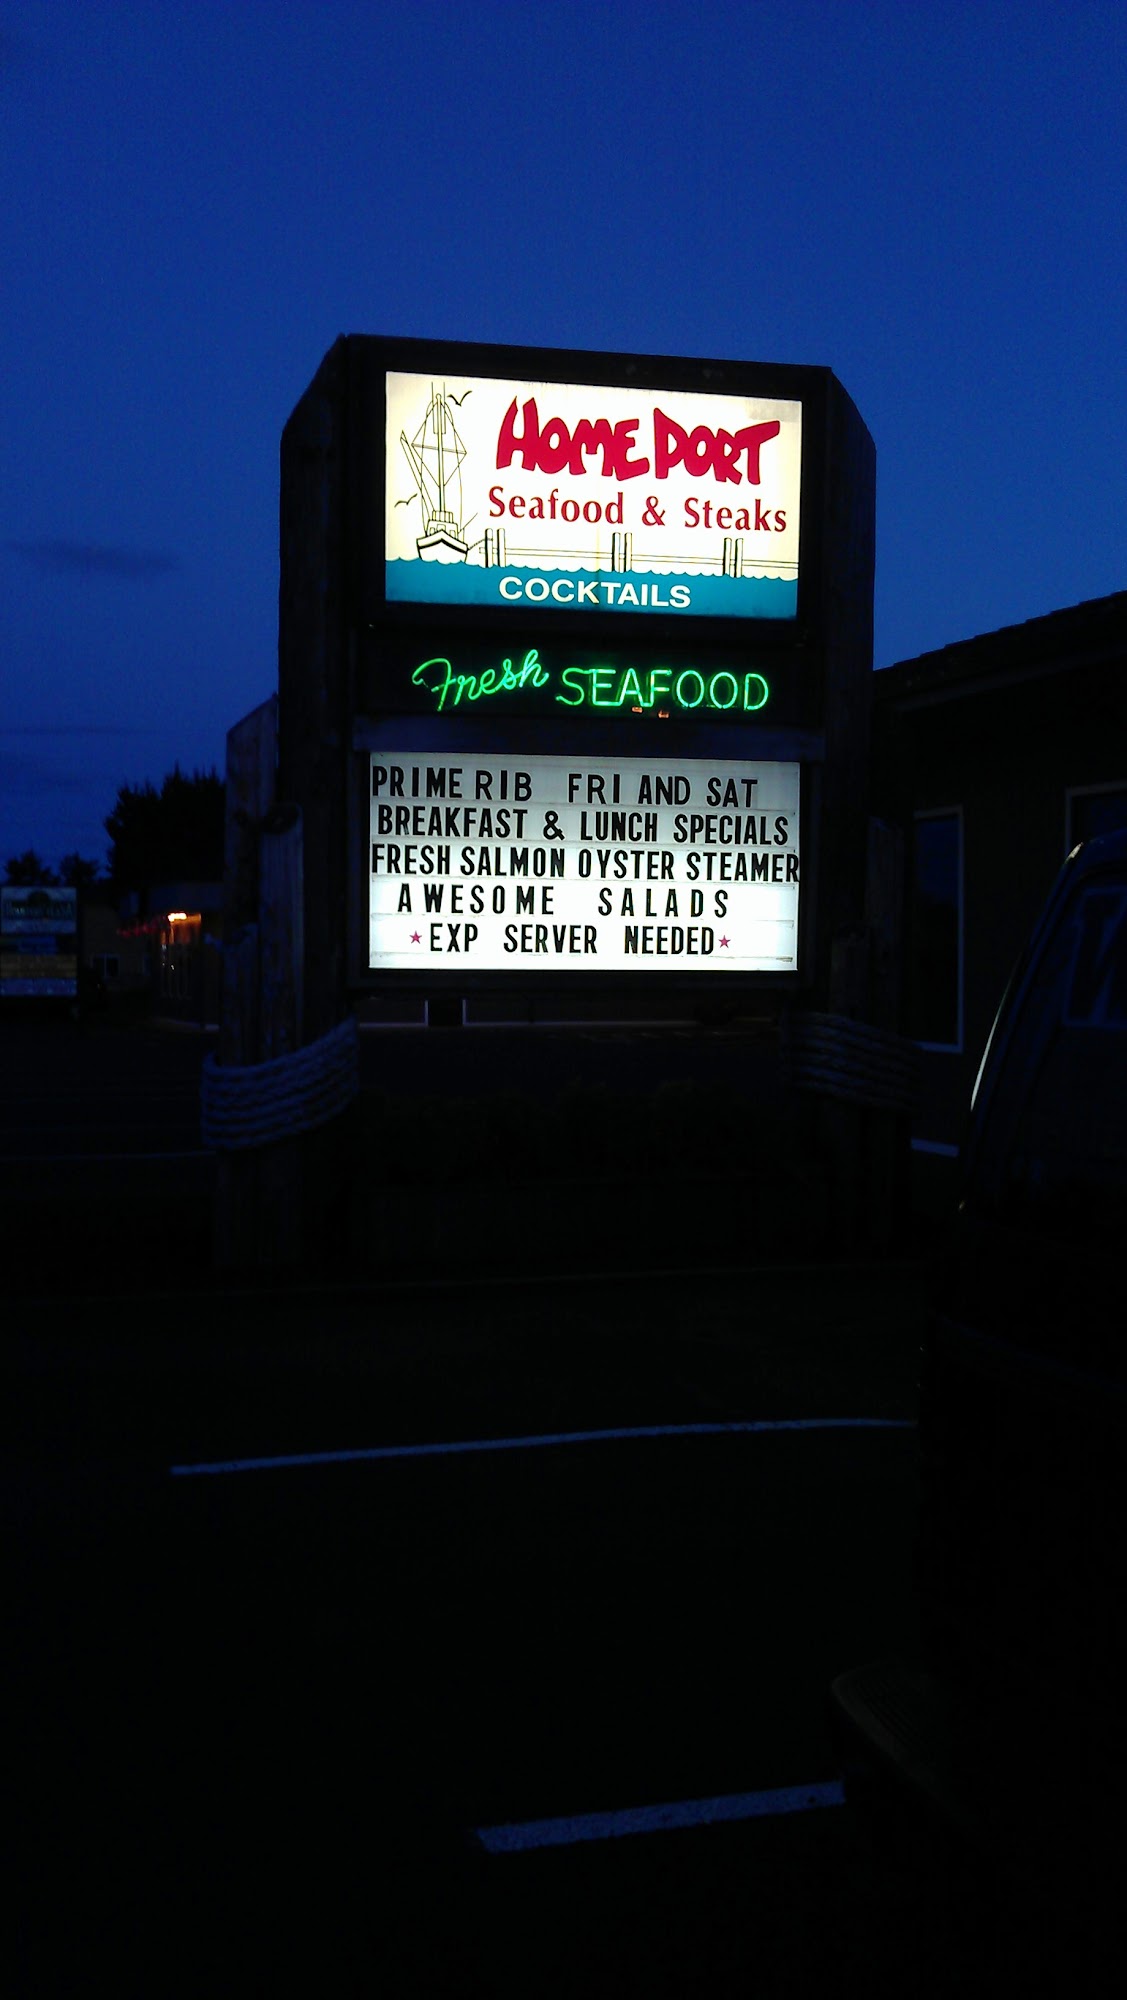 HOME PORT
Seafood & Steaks
COCKTAILS
Fresh SEAFOOD
PRIME RIB FRI AND SAT
BREAKFAST & LUNCH SPECIALS
FRESH SALMON OYSTER STEAMER
AWESOME SALADS
★EXP SERVER NEEDED★